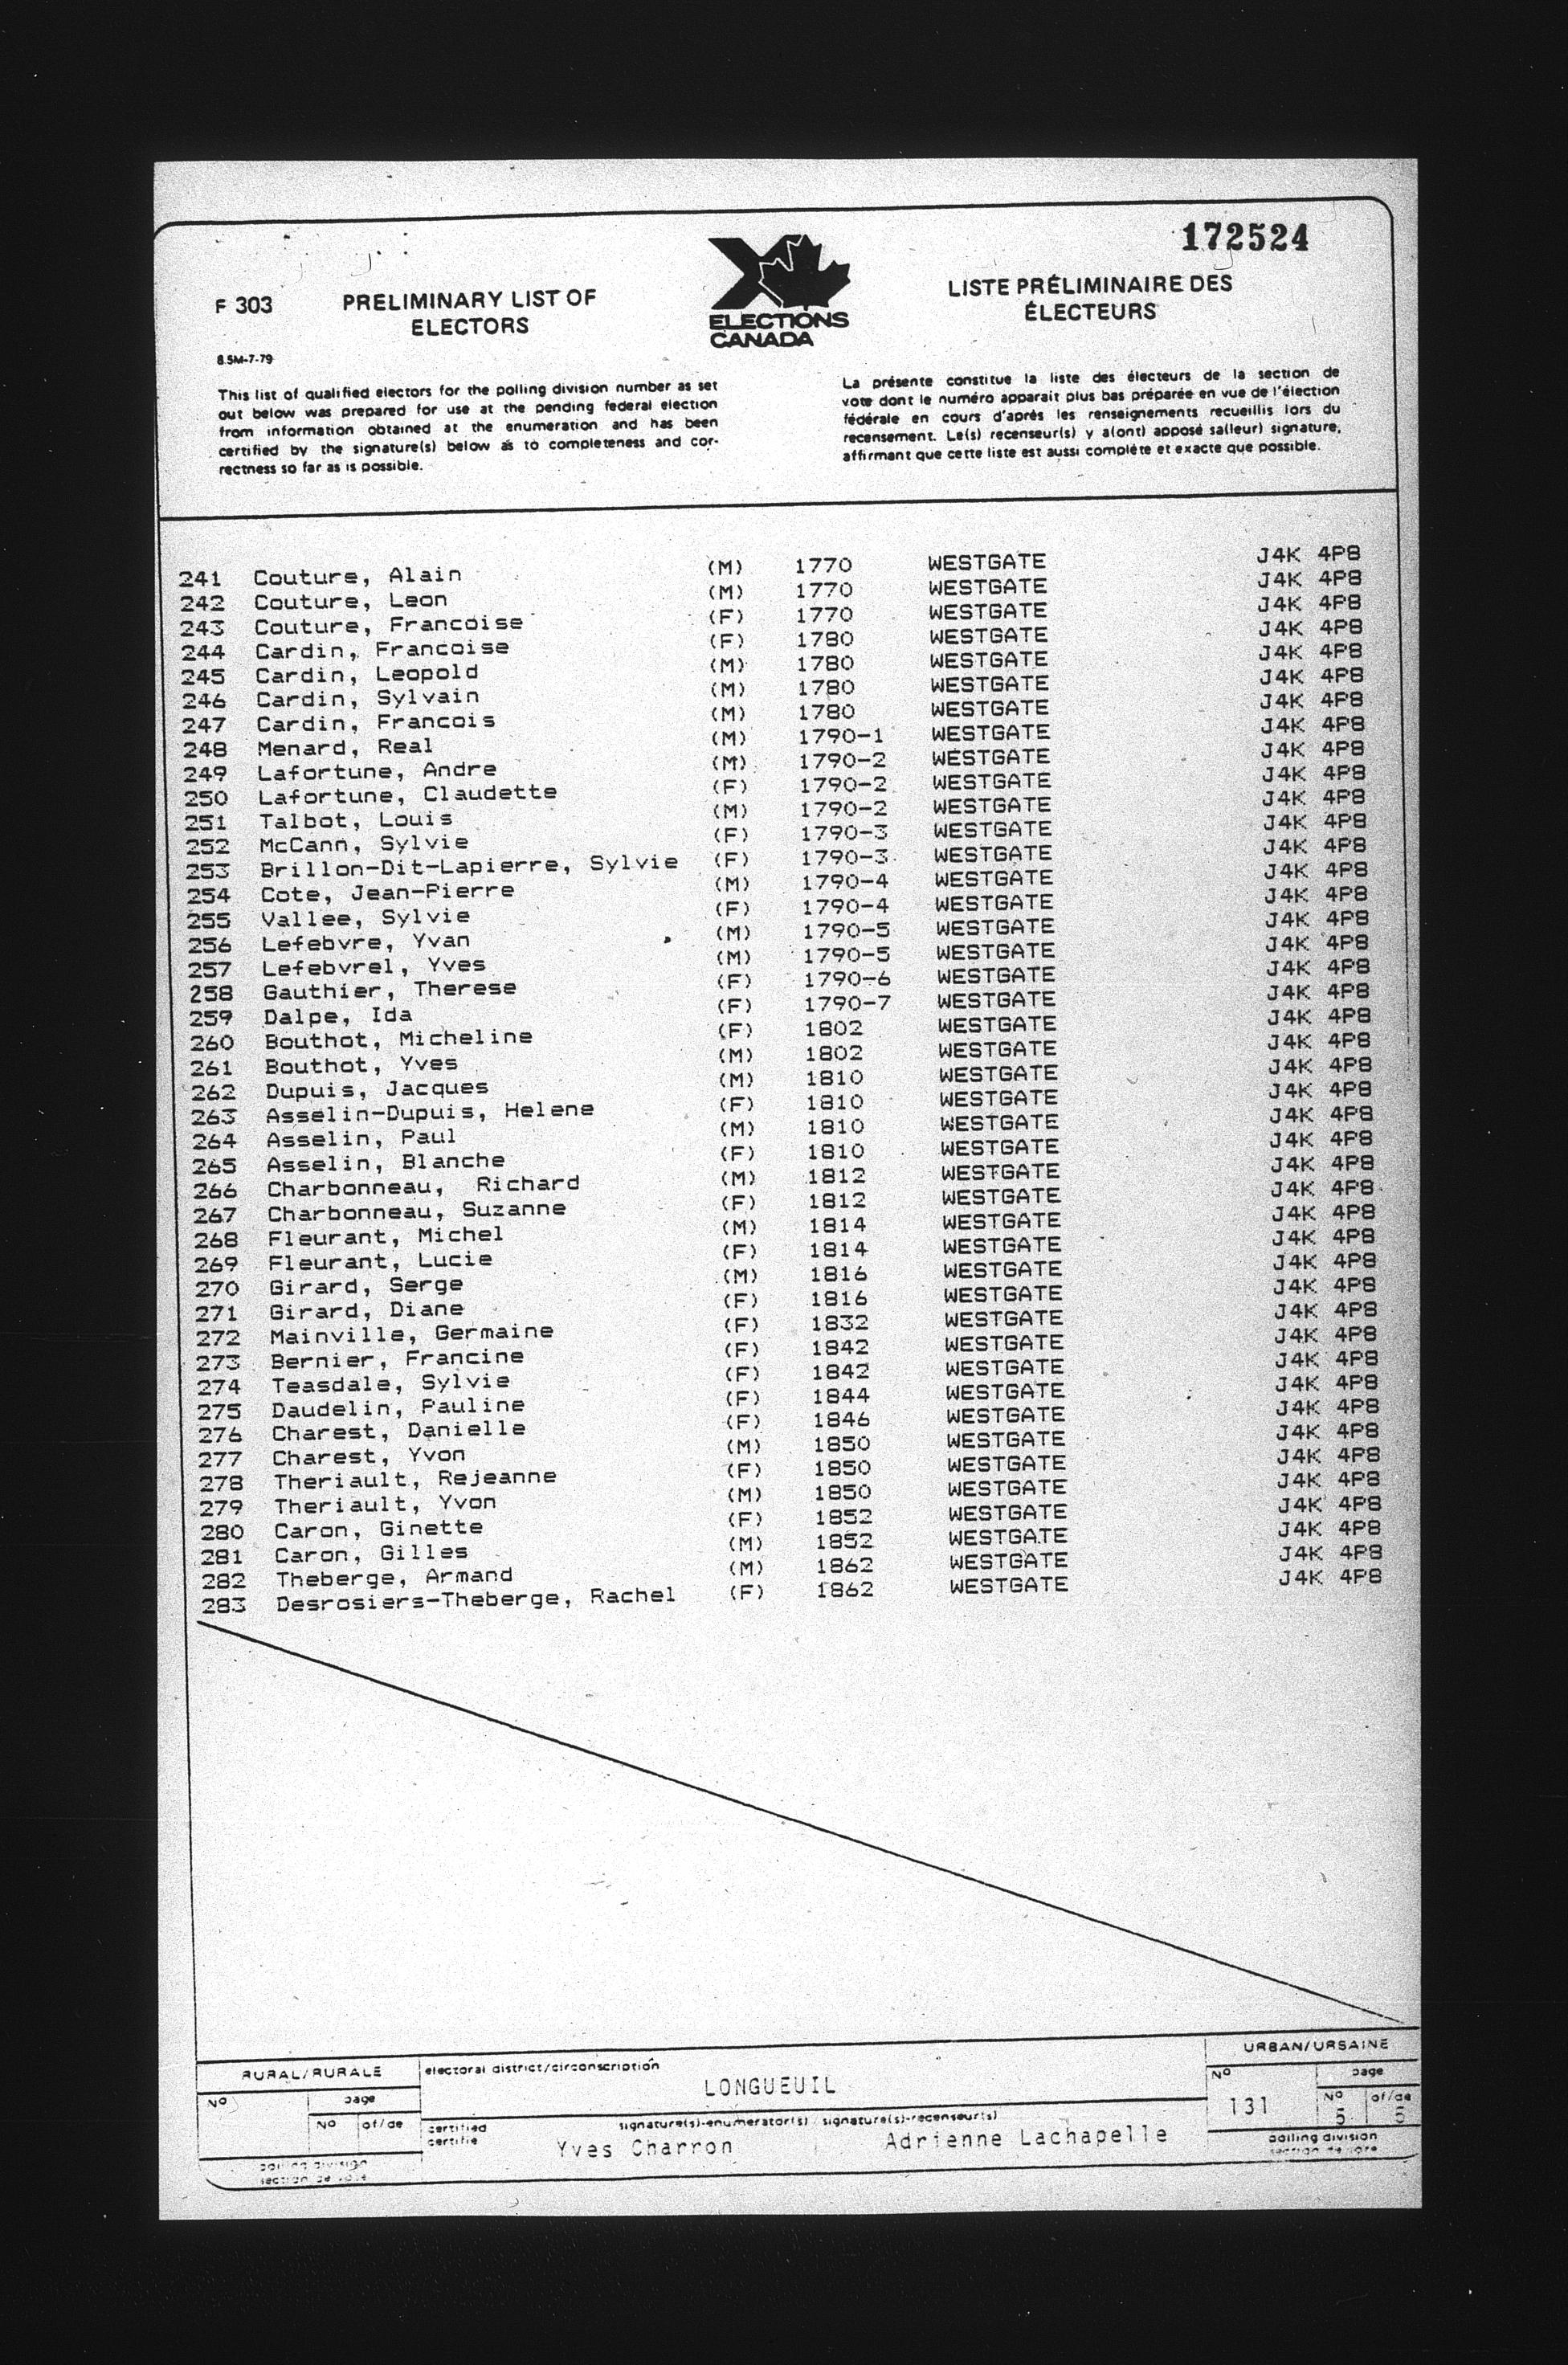 172524
F 303
PRELIMINARY LIST OF
ELECTORS
ELECTIONS
CANADA
LISTE PRÉLIMINAIRE DES
ÉLECTEURS
8.5M-7-79
This list of qualified electors for the polling division number as set
out below was prepared for use at the pending federal election
from information obtained at the enumeration and has been
certified by the signature(s) below as to completeness and cor-
rectness so far as is possible.
La présente constitue la liste des électeurs de la section de
vote dont le numéro apparait plus bas préparée en vue de l'élection
fédérale en cours d'après les renseignements recueillis lors du
recensement. Le(s) recenseur(s) y a(ont) apposé sa(leur) signature,
affirmant que cette liste est aussi complète et exacte que possible.
241 Couture, Alain (M) 1770 WESTGATE J4K 4P8
242 Couture, Leon (M) 1770 WESTGATE J4K 4P8
243 Couture, Francoise (F) 1770 WESTGATE J4K 4P8
244 Cardin, Francoise (F) 1780 WESTGATE J4K 4P8
245 Cardin, Leopold (M) 1780 WESTGATE J4K 4P8
246 Cardin, Sylvain (M) 1780 WESTGATE J4K 4P8
247 Cardin, Francois (M) 1780 WESTGATE J4K 4P8
248 Menard, Real (M) 1790-1 WESTGATE J4K 4P8
249 Lafortune, Andre (M) 1790-2 WESTGATE J4K 4P8
250 Lafortune, Claudette (F) 1790-2 WESTGATE J4K 4P8
251 Talbot, Louis (M) 1790-2 WESTGATE J4K 4P8
252 McCann, Sylvie (F) 1790-3 WESTGATE J4K 4P8
253 Brillon-Dit-Lapierre, Sylvie (F) 1790-3 WESTGATE J4K 4P8
254 Cote, Jean-Pierre (M) 1790-4 WESTGATE J4K 4P8
255 Vallee, Sylvie (F) 1790-4 WESTGATE J4K 4P8
256 Lefebvre, Yvan (M) 1790-5 WESTGATE J4K 4P8
257 Lefebvrel, Yves (M) 1790-5 WESTGATE J4K 4P8
258 Gauthier, Therese (F) 1790-6 WESTGATE J4K 4P8
259 Dalpe, Ida (F) 1790-7 WESTGATE J4K 4P8
260 Bouthot, Micheline (F) 1802 WESTGATE J4K 4P8
261 Bouthot, Yves (M) 1802 WESTGATE J4K 4P8
262 Dupuis, Jacques (M) 1810 WESTGATE J4K 4P8
263 Asselin-Dupuis, Helene (F) 1810 WESTGATE J4K 4P8
264 Asselin, Paul (M) 1810 WESTGATE J4K 4P8
265 Asselin, Blanche (F) 1810 WESTGATE J4K 4P8
266 Charbonneau, Richard (M) 1812 WESTGATE J4K 4P8
267 Charbonneau, Suzanne (F) 1812 WESTGATE J4K 4P8
268 Fleurant, Michel (M) 1814 WESTGATE J4K 4P8
269 Fleurant, Lucie (F) 1814 WESTGATE J4K 4P8
270 Girard, Serge (M) 1816 WESTGATE J4K 4P8
271 Girard, Diane (F) 1816 WESTGATE J4K 4P8
272 Mainville, Germaine (F) 1832 WESTGATE J4K 4P8
273 Bernier, Francine (F) 1842 WESTGATE J4K 4P8
274 Teasdale, Sylvie (F) 1842 WESTGATE J4K 4P8
275 Daudelin, Pauline (F) 1844 WESTGATE J4K 4P8
276 Charest, Danielle (F) 1846 WESTGATE J4K 4P8
277 Charest, Yvon (M) 1850 WESTGATE J4K 4P8
278 Theriault, Rejeanne (F) 1850 WESTGATE J4K 4P8
279 Theriault, Yvon (M) 1850 WESTGATE J4K 4P8
280 Caron, Ginette (F) 1852 WESTGATE J4K 4P8
281 Caron, Gilles (M) 1852 WESTGATE J4K 4P8
282 Theberge, Armand (M) 1862 WESTGATE J4K 4P8
283 Desrosiers-Theberge, Rachel (F) 1862 WESTGATE J4K 4P8
RURAL/RURALE
Nº page
Nº of/de
polling division
section de vote
electoral district/circonscription
LONGUEUIL
certified
certifié
signature(s)-enumerator(s) / signature(s)-recenseur(s)
Yves Charron Adrienne Lachapelle
URBAN/URBAINE
Nº page
131 Nº of/de
5 5
polling division
section de vote